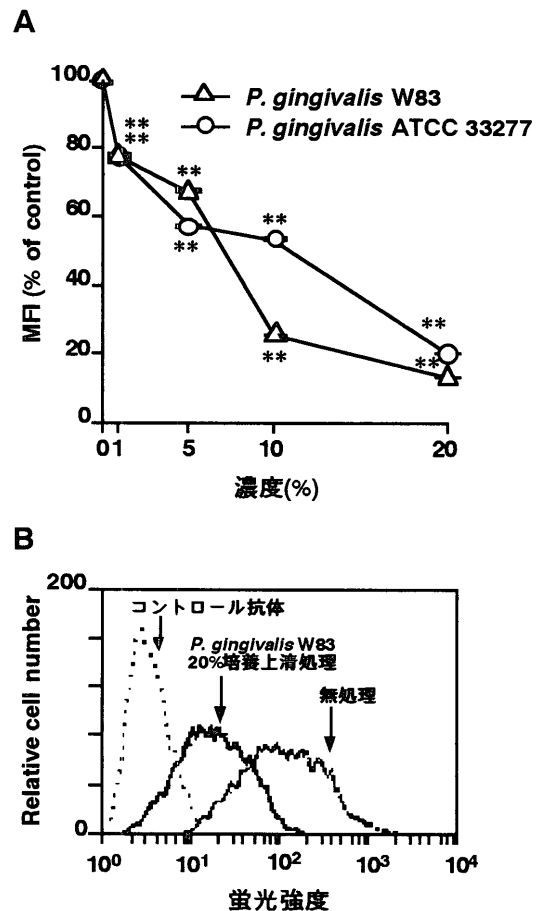 A
100
80
60
40
20
0
MFI (% of control)
P. gingivalis W83
P. gingivalis ATCC 33277
**
**
**
**
**
**
**
**
0 1 5 10 20
濃度(%)
B
200
0
Relative cell number
コントロール抗体
P. gingivalis W83
20%培養上清処理
無処理
10⁰ 10¹ 10² 10³ 10⁴
蛍光強度